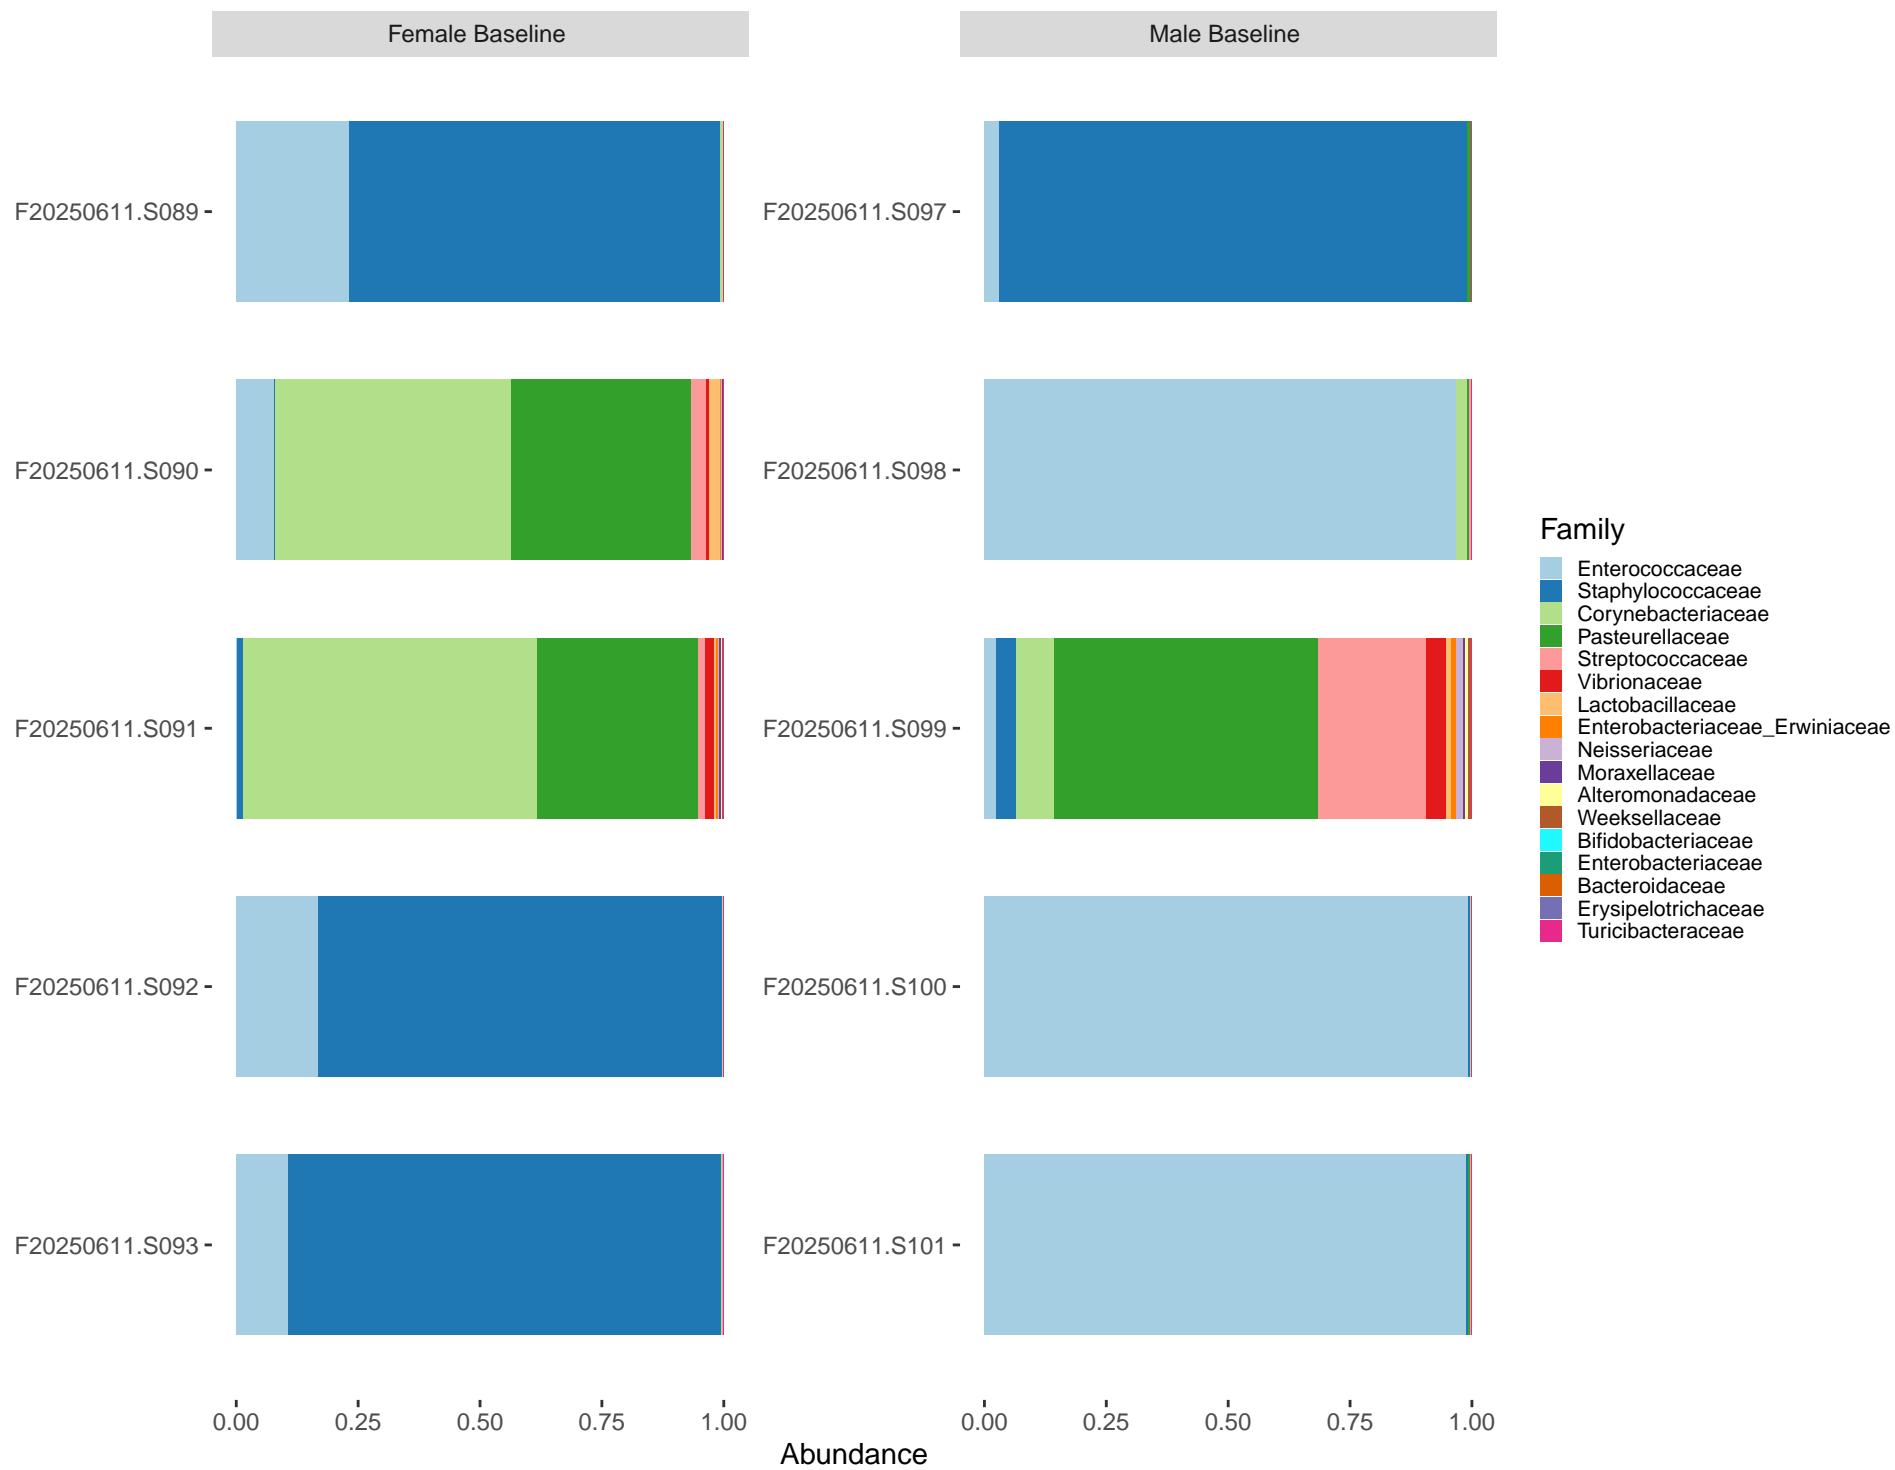 Female Baseline
Male Baseline
F20250611.S089
F20250611.S097
F20250611.S090
F20250611.S098
F20250611.S091
F20250611.S099
F20250611.S092
F20250611.S100
F20250611.S093
F20250611.S101
0.00 0.25 0.50 0.75 1.00
0.00 0.25 0.50 0.75 1.00
Abundance
Family
Enterococcaceae
Staphylococcaceae
Corynebacteriaceae
Pasteurellaceae
Streptococcaceae
Vibrionaceae
Lactobacillaceae
Enterobacteriaceae_Erwiniaceae
Neisseriaceae
Moraxellaceae
Alteromonadaceae
Weeksellaceae
Bifidobacteriaceae
Enterobacteriaceae
Bacteroidaceae
Erysipelotrichaceae
Turicibacteraceae